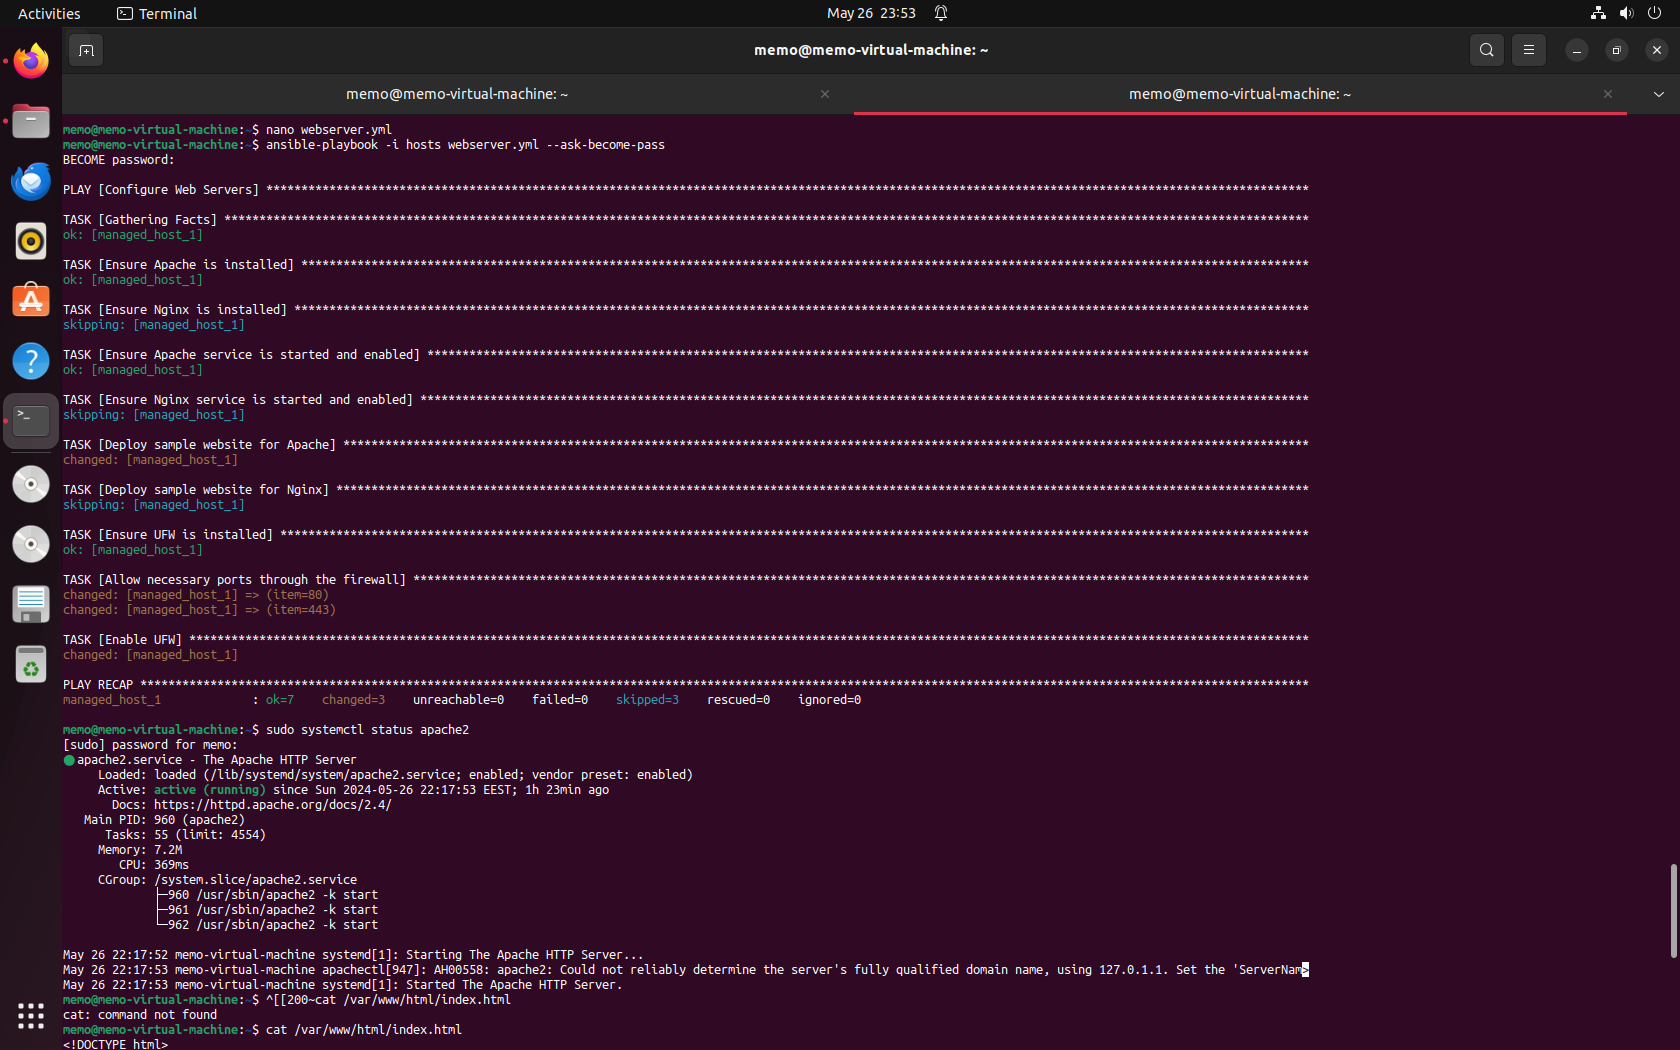 Activities
Terminal
May 26 23:53
memo@memo-virtual-machine: ~
memo@memo-virtual-machine: ~
memo@memo-virtual-machine: ~
memo@memo-virtual-machine:~$ nano webserver.yml
memo@memo-virtual-machine:~$ ansible-playbook -i hosts webserver.yml --ask-become-pass
BECOME password:
PLAY [Configure Web Servers] *****************************************************************************************************************************************************
TASK [Gathering Facts] ***********************************************************************************************************************************************************
ok: [managed_host_1]
TASK [Ensure Apache is installed] ************************************************************************************************************************************************
ok: [managed_host_1]
TASK [Ensure Nginx is installed] *************************************************************************************************************************************************
skipping: [managed_host_1]
TASK [Ensure Apache service is started and enabled] ******************************************************************************************************************************
ok: [managed_host_1]
TASK [Ensure Nginx service is started and enabled] *******************************************************************************************************************************
skipping: [managed_host_1]
TASK [Deploy sample website for Apache] ******************************************************************************************************************************************
changed: [managed_host_1]
TASK [Deploy sample website for Nginx] *******************************************************************************************************************************************
skipping: [managed_host_1]
TASK [Ensure UFW is installed] ***************************************************************************************************************************************************
ok: [managed_host_1]
TASK [Allow necessary ports through the firewall] ********************************************************************************************************************************
changed: [managed_host_1] => (item=80)
changed: [managed_host_1] => (item=443)
TASK [Enable UFW] ****************************************************************************************************************************************************************
changed: [managed_host_1]
PLAY RECAP ***********************************************************************************************************************************************************************
managed_host_1             : ok=7    changed=3    unreachable=0    failed=0    skipped=3    rescued=0    ignored=0
memo@memo-virtual-machine:~$ sudo systemctl status apache2
[sudo] password for memo:
● apache2.service - The Apache HTTP Server
Loaded: loaded (/lib/systemd/system/apache2.service; enabled; vendor preset: enabled)
Active: active (running) since Sun 2024-05-26 22:17:53 EEST; 1h 23min ago
Docs: https://httpd.apache.org/docs/2.4/
Main PID: 960 (apache2)
Tasks: 55 (limit: 4554)
Memory: 7.2M
CPU: 369ms
CGroup: /system.slice/apache2.service
├─960 /usr/sbin/apache2 -k start
├─961 /usr/sbin/apache2 -k start
└─962 /usr/sbin/apache2 -k start
May 26 22:17:52 memo-virtual-machine systemd[1]: Starting The Apache HTTP Server...
May 26 22:17:53 memo-virtual-machine apachectl[947]: AH00558: apache2: Could not reliably determine the server's fully qualified domain name, using 127.0.1.1. Set the 'ServerNam>
May 26 22:17:53 memo-virtual-machine systemd[1]: Started The Apache HTTP Server.
memo@memo-virtual-machine:~$ ^[[200~cat /var/www/html/index.html
cat: command not found
memo@memo-virtual-machine:~$ cat /var/www/html/index.html
<!DOCTYPE html>